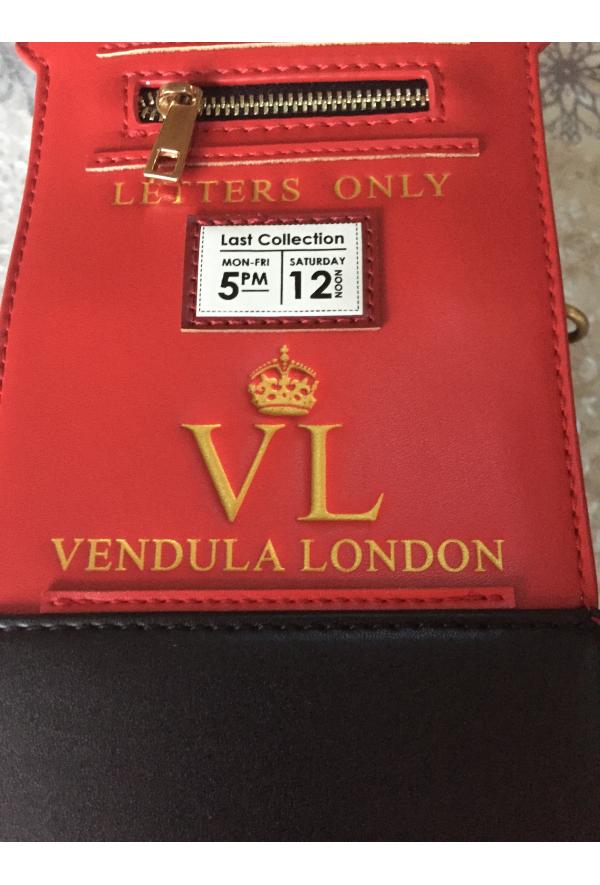 LETTERS ONLY
Last Collection
MON-FRI SATURDAY
5PM 12 NOON
VL
VENDULA LONDON